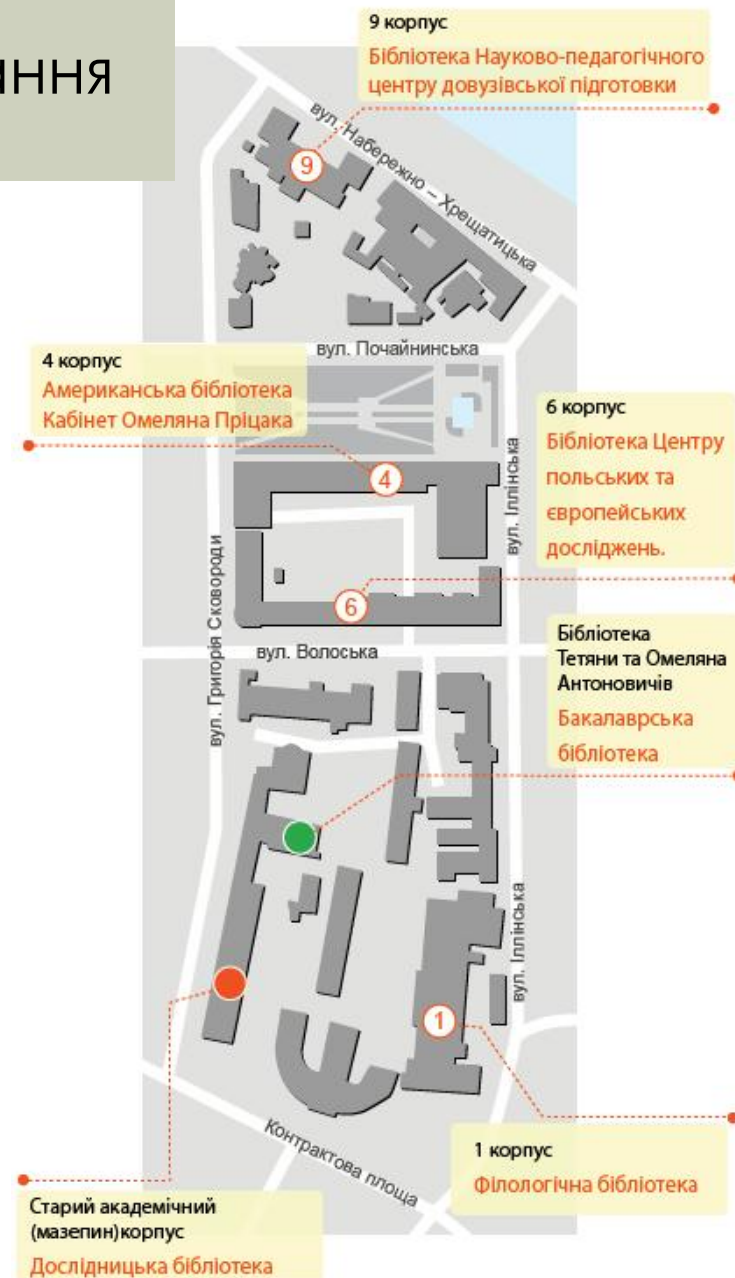 9 корпус
Бібліотека Науково-педагогічного
центру довузівської підготовки
вул. Набережно – Хрещатицька
вул. Почайнинська
4 корпус
Американська бібліотека
Кабінет Омеляна Пріцака
6 корпус
Бібліотека Центру
польських та
європейських
досліджень.
9
4
6
вул. Іллінська
вул. Григорія Сковороди
вул. Волоська
Бібліотека
Тетяни та Омеляна
Антоновичів
Бакалаврська
бібліотека
вул. Іллінська
1
Контрактова площа
1 корпус
Філологічна бібліотека
Старий академічний
(мазепин)корпус
Дослідницька бібліотека